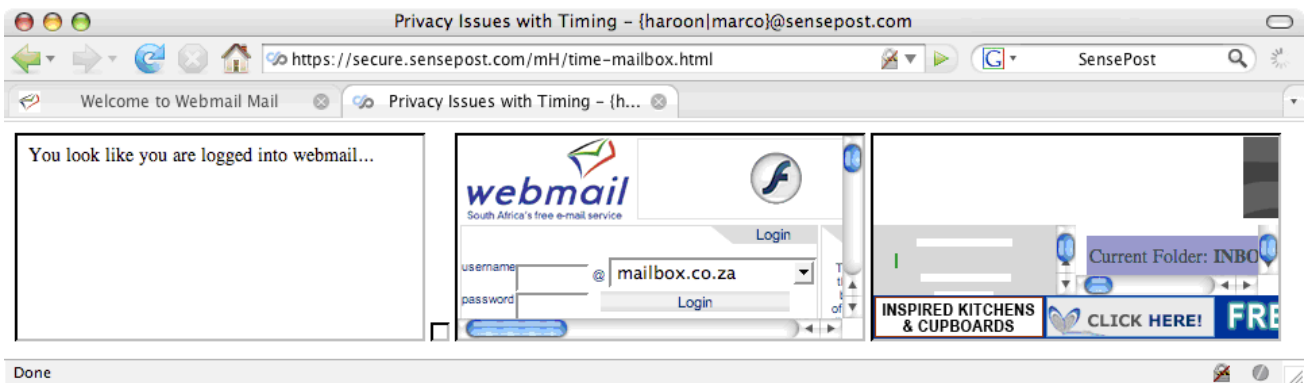 Privacy Issues with Timing – {haroon|marco}@sensepost.com
https://secure.sensepost.com/mH/time-mailbox.html
G
SensePost
Welcome to Webmail Mail
Privacy Issues with Timing – {h...
You look like you are logged into webmail...
webmail
South Africa's free e-mail service
Login
username
@
mailbox.co.za
password
Login
of
Current Folder: INBO
INSPIRED KITCHENS
& CUPBOARDS
CLICK HERE!
FRE
Done